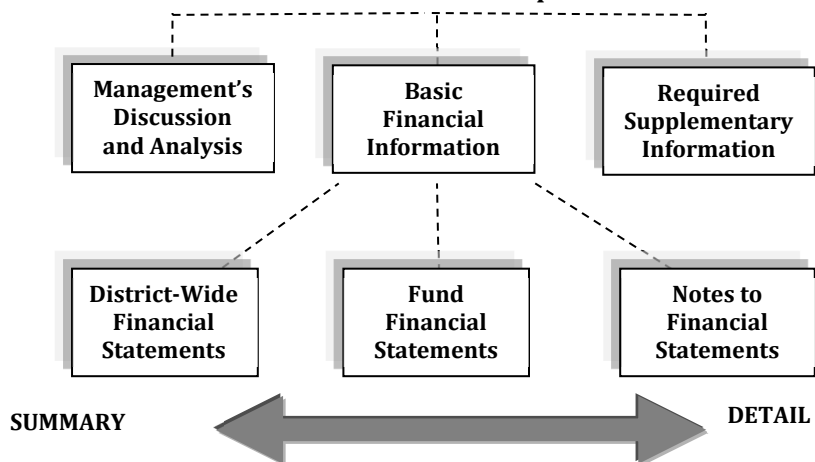 Management's
Discussion
and Analysis
Basic
Financial
Information
Required
Supplementary
Information
District-Wide
Financial
Statements
Fund
Financial
Statements
Notes to
Financial
Statements
SUMMARY
DETAIL